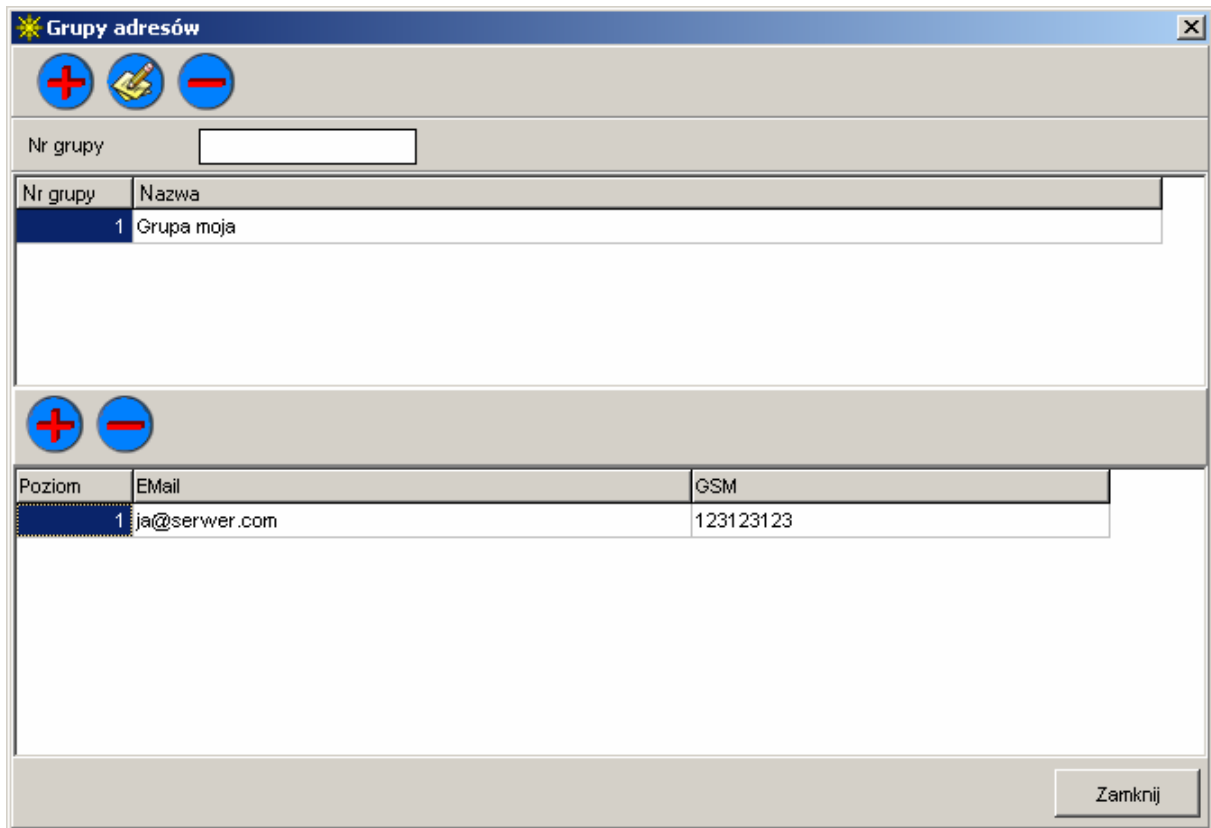 Grupy adresów
Nr grupy
Nr grupy Nazwa
1 Grupa moja
Poziom EMail GSM
1 ja@serwer.com 123123123
Zamknij